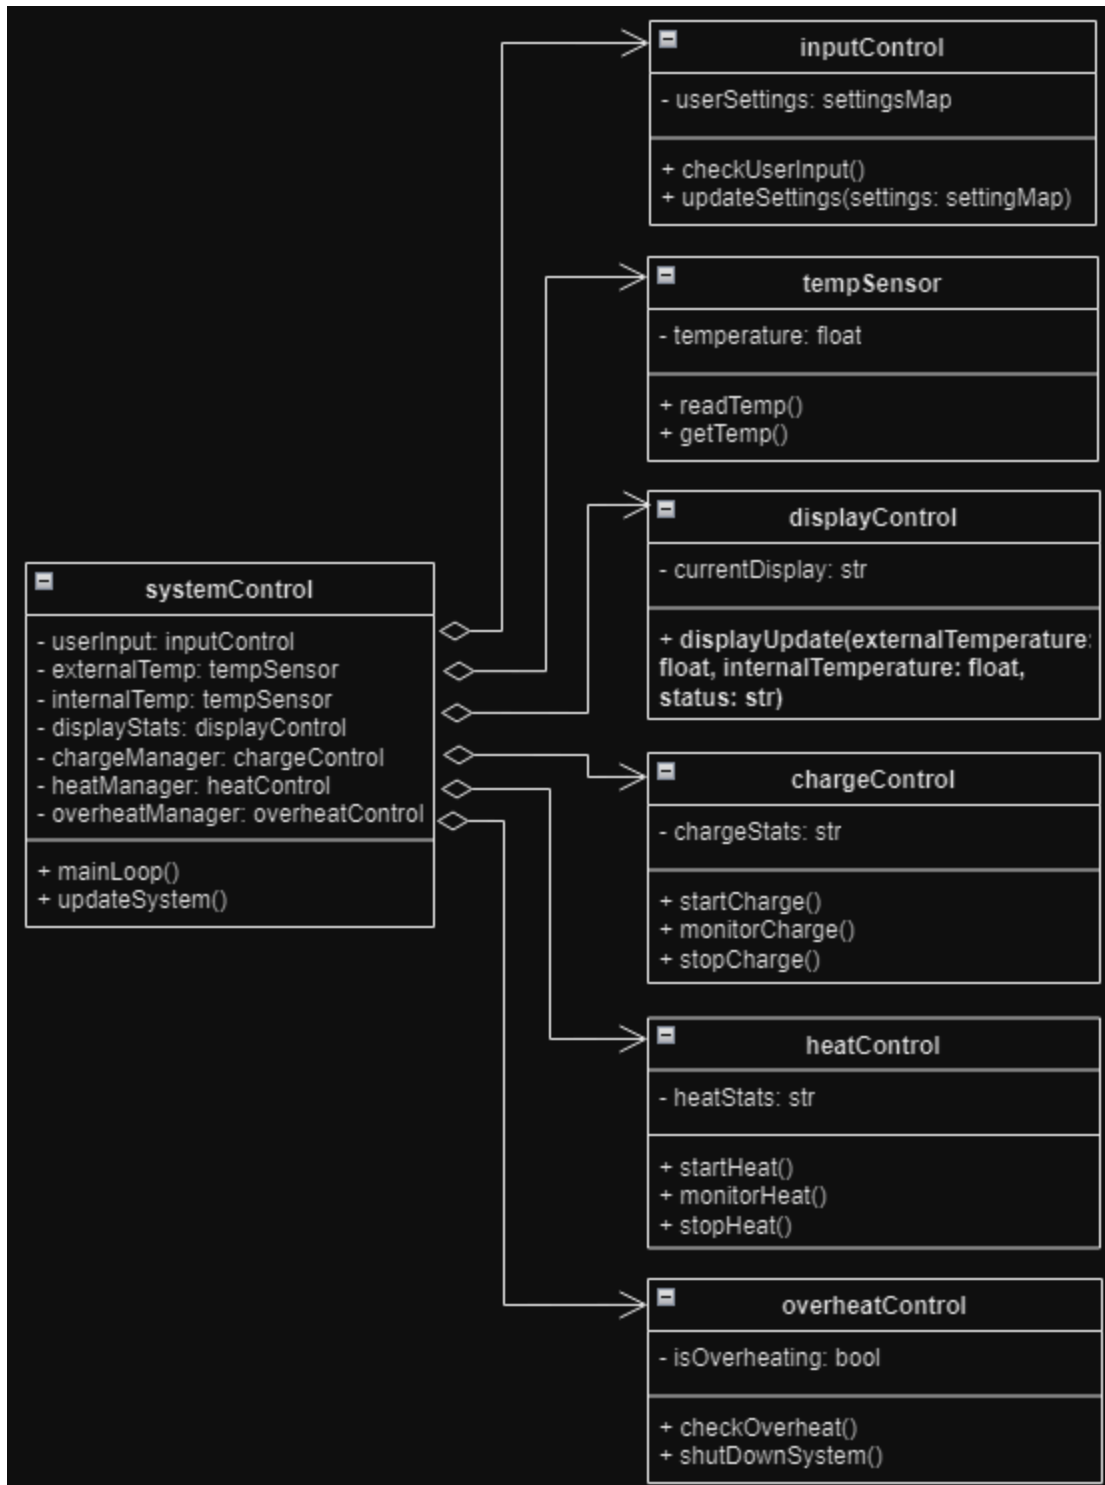 inputControl
- userSettings: settingsMap
+ checkUserInput()
+ updateSettings(settings: settingMap)
tempSensor
- temperature: float
+ readTemp()
+ getTemp()
displayControl
- currentDisplay: str
+ displayUpdate(externalTemperature:
float, internalTemperature: float,
status: str)
systemControl
- userInput: inputControl
- externalTemp: tempSensor
- internalTemp: tempSensor
- displayStats: displayControl
- chargeManager: chargeControl
- heatManager: heatControl
- overheatManager: overheatControl
+ mainLoop()
+ updateSystem()
chargeControl
- chargeStats: str
+ startCharge()
+ monitorCharge()
+ stopCharge()
heatControl
- heatStats: str
+ startHeat()
+ monitorHeat()
+ stopHeat()
overheatControl
- isOverheating: bool
+ checkOverheat()
+ shutDownSystem()